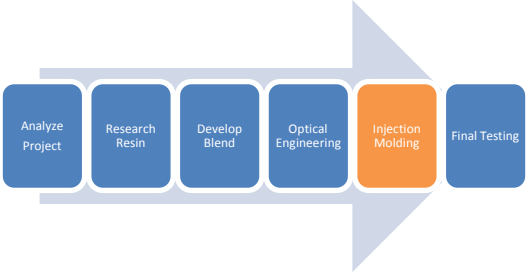 Analyze
Project
Research
Resin
Develop
Blend
Optical
Engineering
Injection
Molding
Final Testing